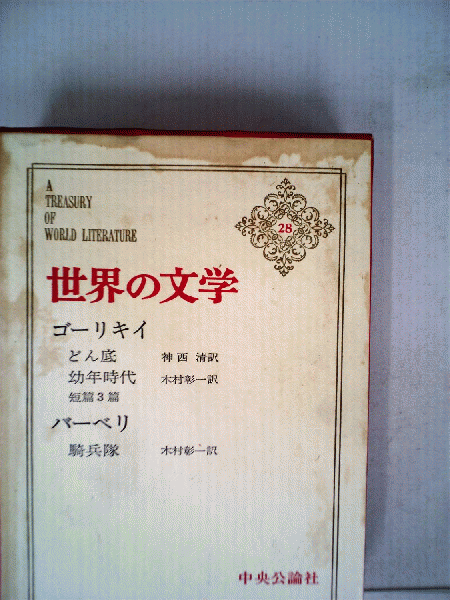 A
TREASURY
OF
WORLD LITERATURE
28
世界の文学
ゴーリキイ
どん底 神西 清訳
幼年時代 木村彰一訳
短篇3篇
バーベリ
騎兵隊 木村彰一訳
中央公論社